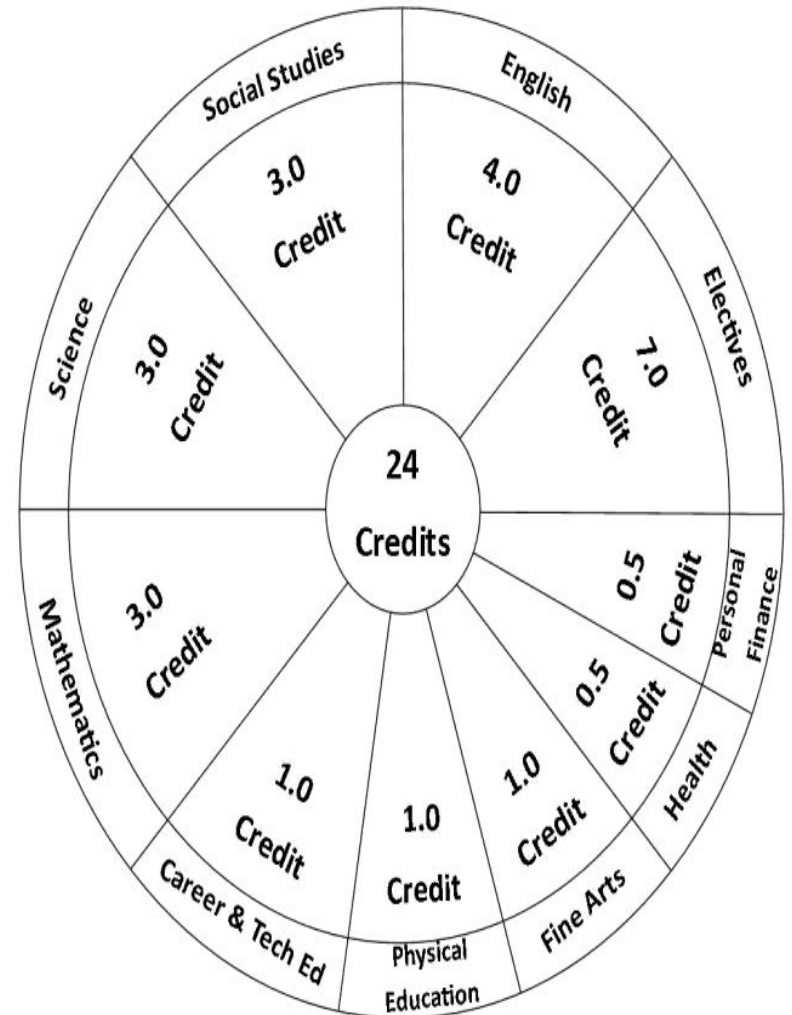 Social Studies
3.0
Credit
English
4.0
Credit
Electives
7.0
Credit
Personal
Finance
0.5
Credit
Health
0.5
Credit
Fine Arts
1.0
Credit
Physical
Education
1.0
Credit
Career & Tech Ed
1.0
Credit
Mathematics
3.0
Credit
Science
3.0
Credit
24
Credits